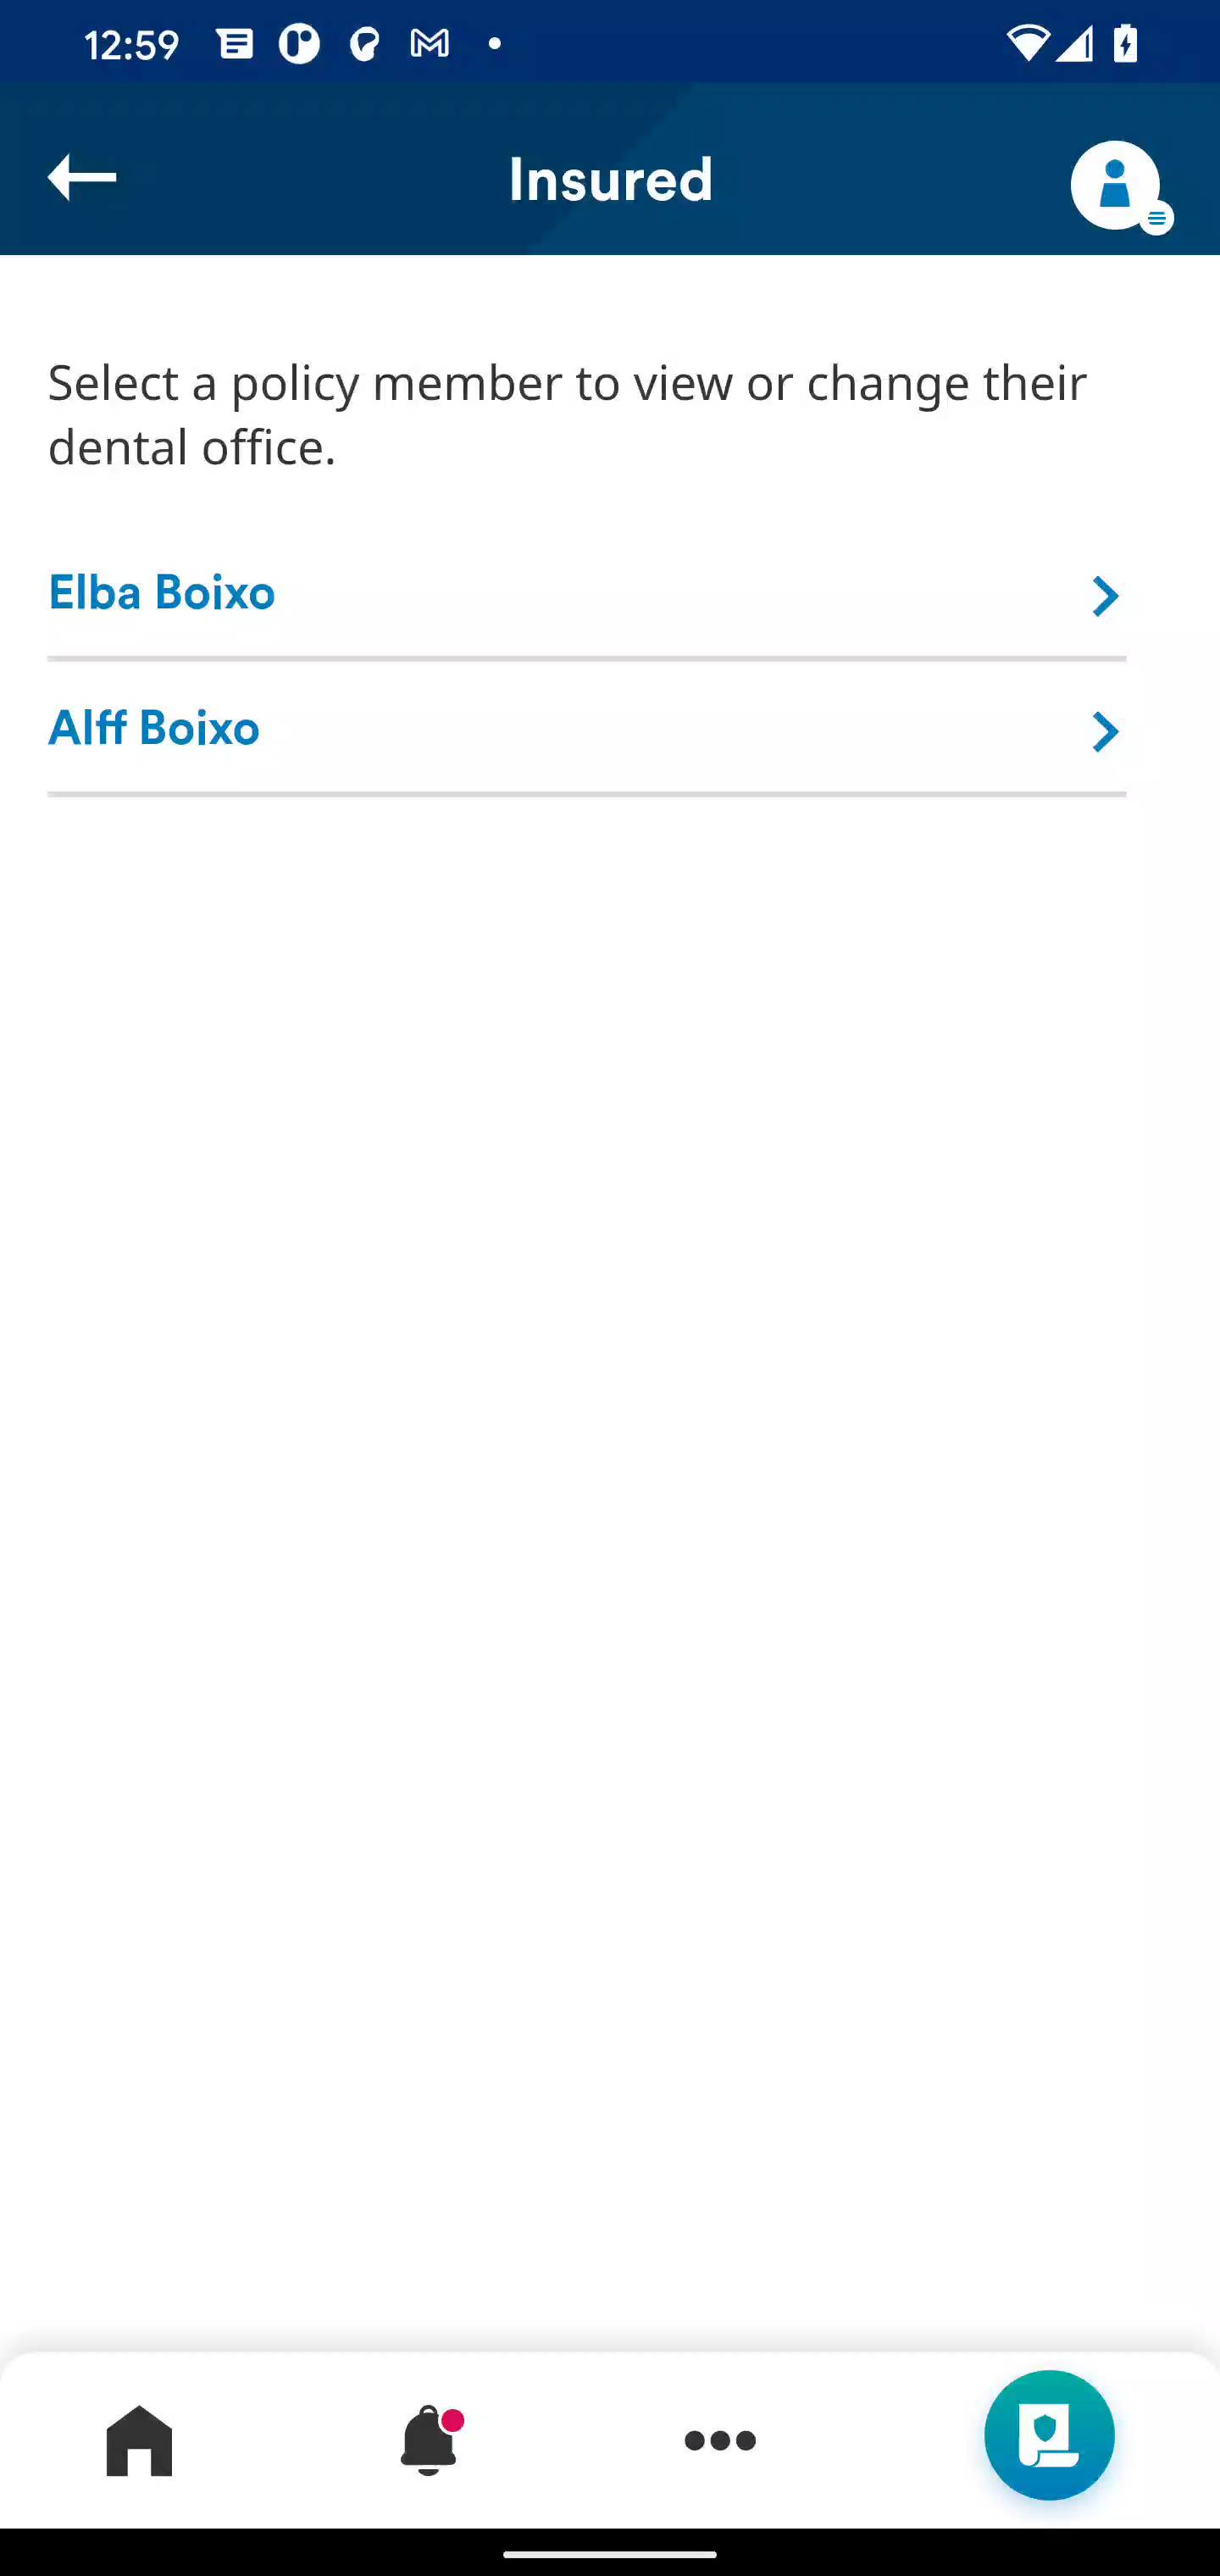 12:59
Insured
Select a policy member to view or change their
dental office.
Elba Boixo
Alff Boixo